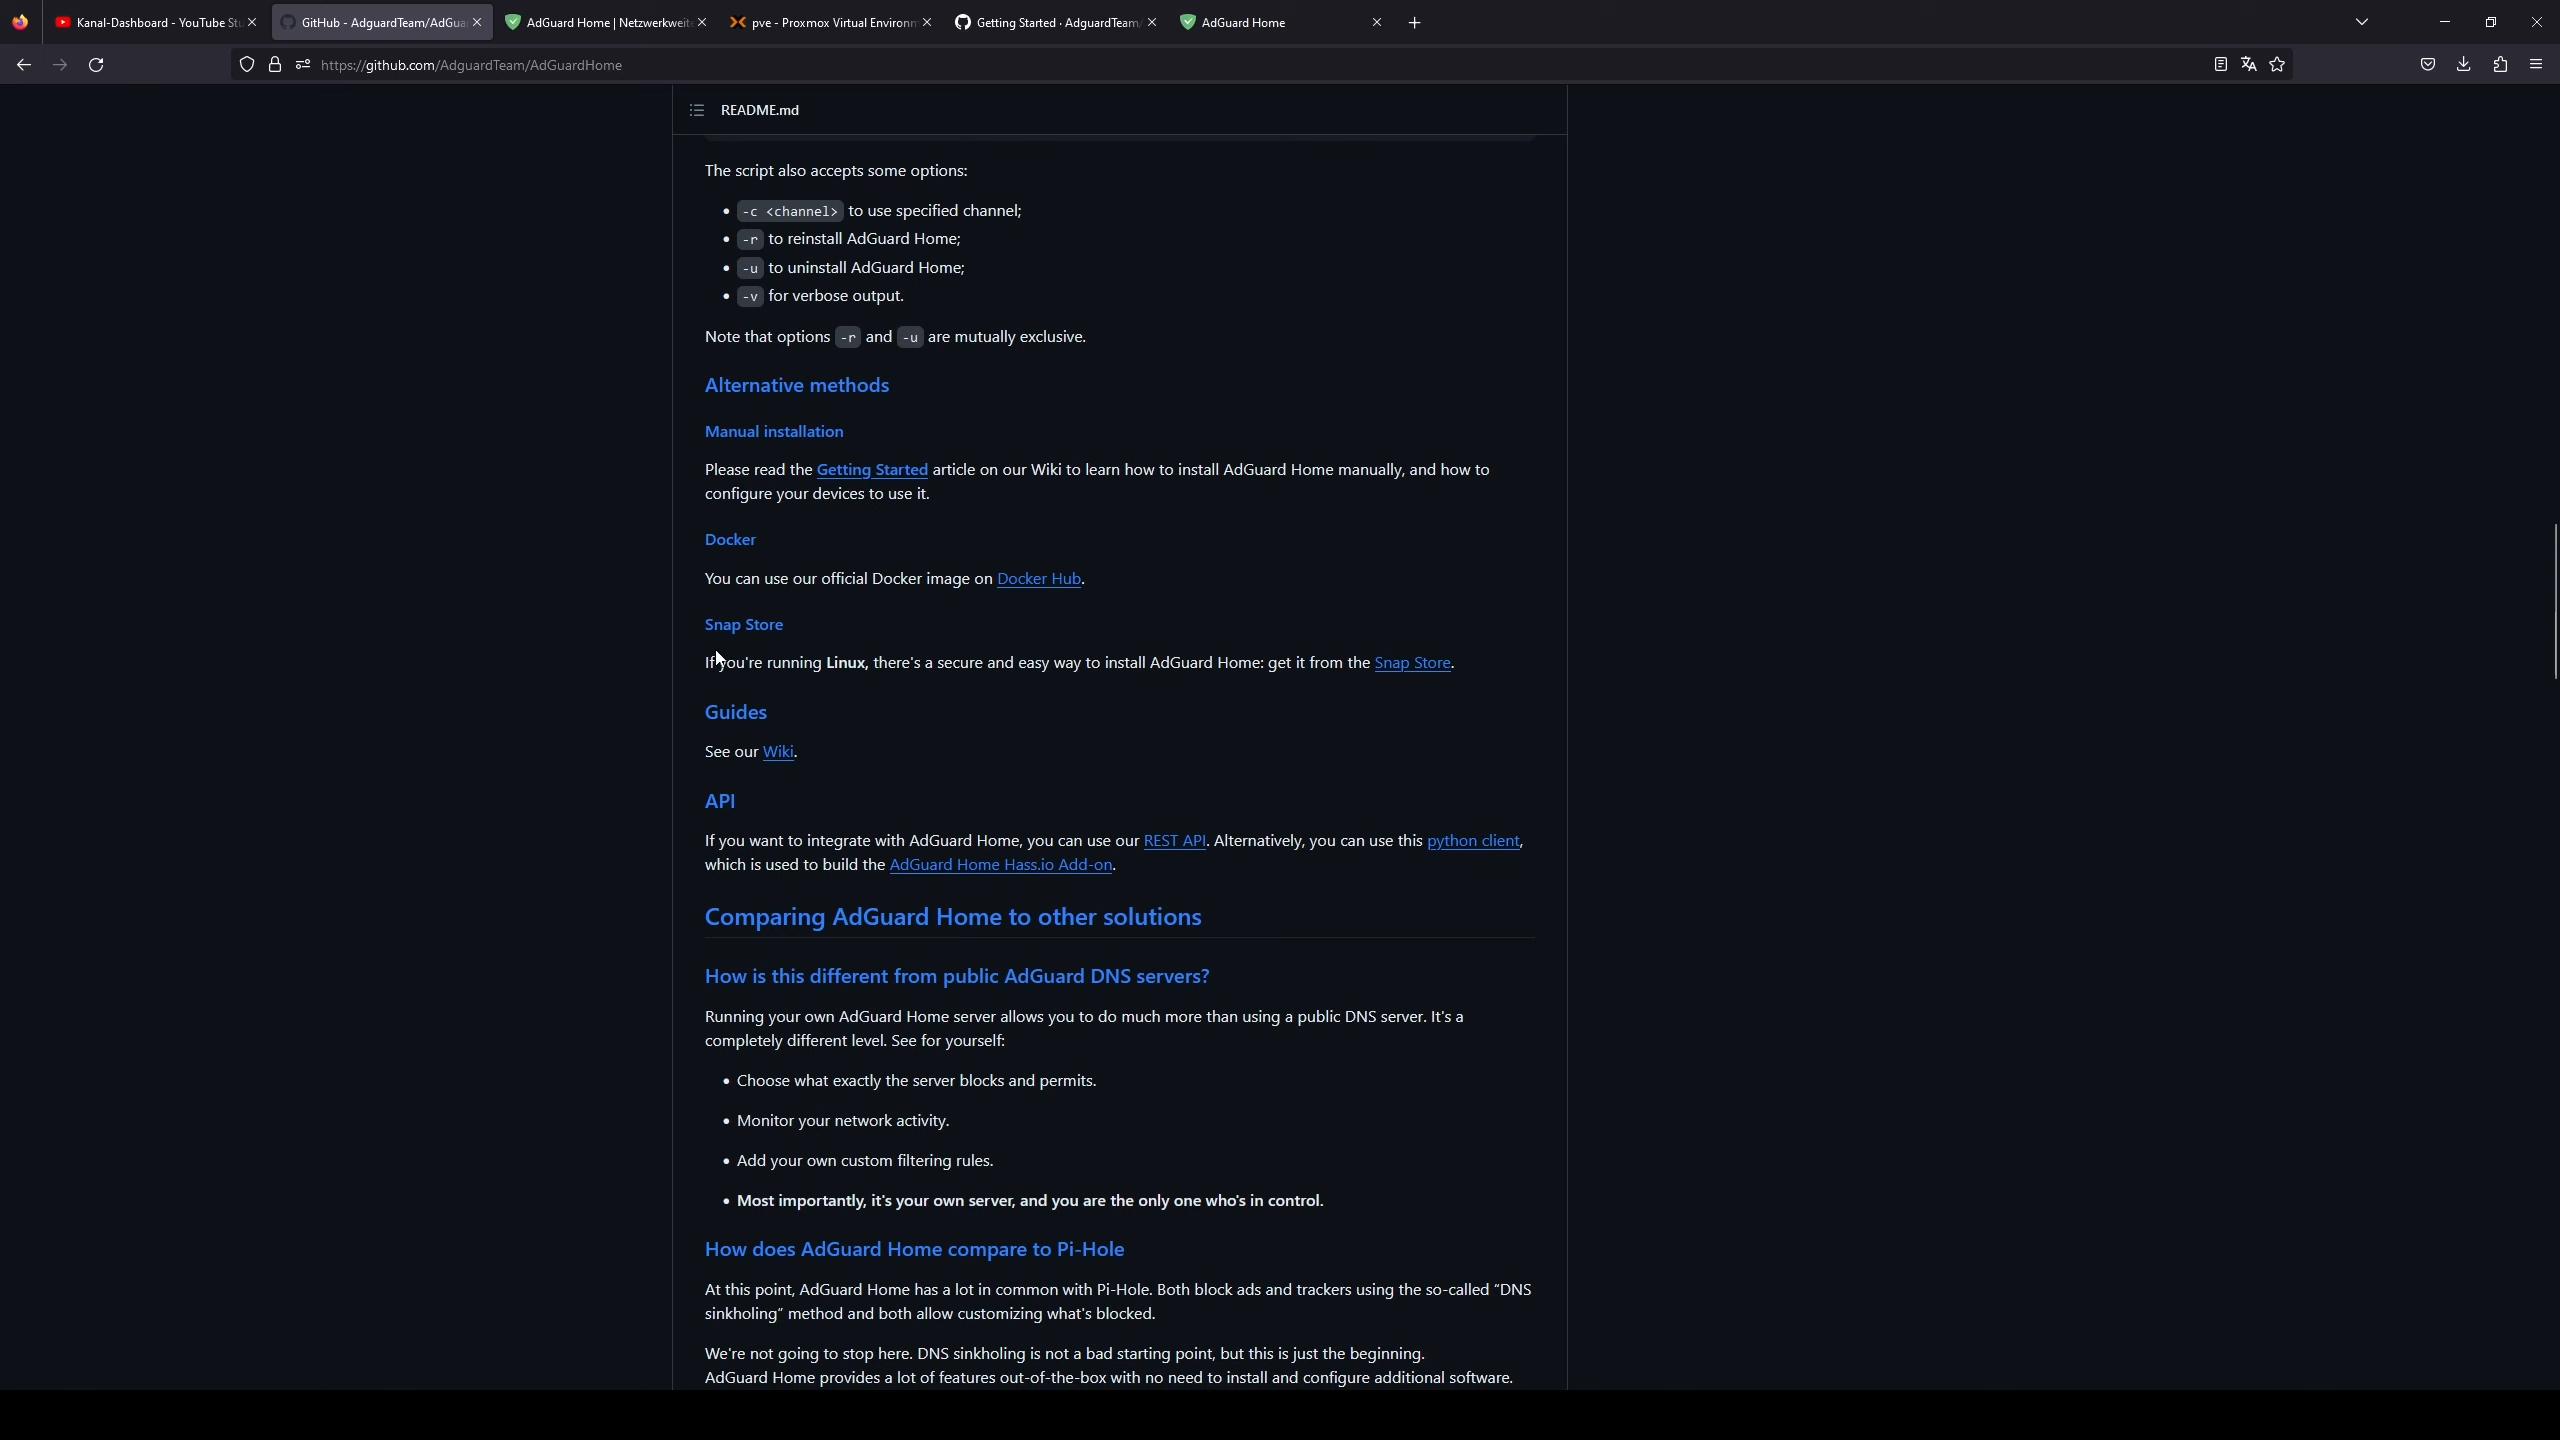 Kanal-Dashboard - YouTube St
GitHub - AdguardTeam/AdGua
AdGuard Home | Netzwerkweit
pve - Proxmox Virtual Environm
Getting Started · AdguardTeam/
AdGuard Home
https://github.com/AdguardTeam/AdGuardHome
README.md
The script also accepts some options:
• -c <channel> to use specified channel;
• -r to reinstall AdGuard Home;
• -u to uninstall AdGuard Home;
• -v for verbose output.
Note that options -r and -u are mutually exclusive.
Alternative methods
Manual installation
Please read the Getting Started article on our Wiki to learn how to install AdGuard Home manually, and how to
configure your devices to use it.
Docker
You can use our official Docker image on Docker Hub.
Snap Store
If you're running Linux, there's a secure and easy way to install AdGuard Home: get it from the Snap Store.
Guides
See our Wiki.
API
If you want to integrate with AdGuard Home, you can use our REST API. Alternatively, you can use this python client,
which is used to build the AdGuard Home Hass.io Add-on.
Comparing AdGuard Home to other solutions
How is this different from public AdGuard DNS servers?
Running your own AdGuard Home server allows you to do much more than using a public DNS server. It's a
completely different level. See for yourself:
• Choose what exactly the server blocks and permits.
• Monitor your network activity.
• Add your own custom filtering rules.
• Most importantly, it's your own server, and you are the only one who's in control.
How does AdGuard Home compare to Pi-Hole
At this point, AdGuard Home has a lot in common with Pi-Hole. Both block ads and trackers using the so-called “DNS
sinkholing” method and both allow customizing what's blocked.
We're not going to stop here. DNS sinkholing is not a bad starting point, but this is just the beginning.
AdGuard Home provides a lot of features out-of-the-box with no need to install and configure additional software.